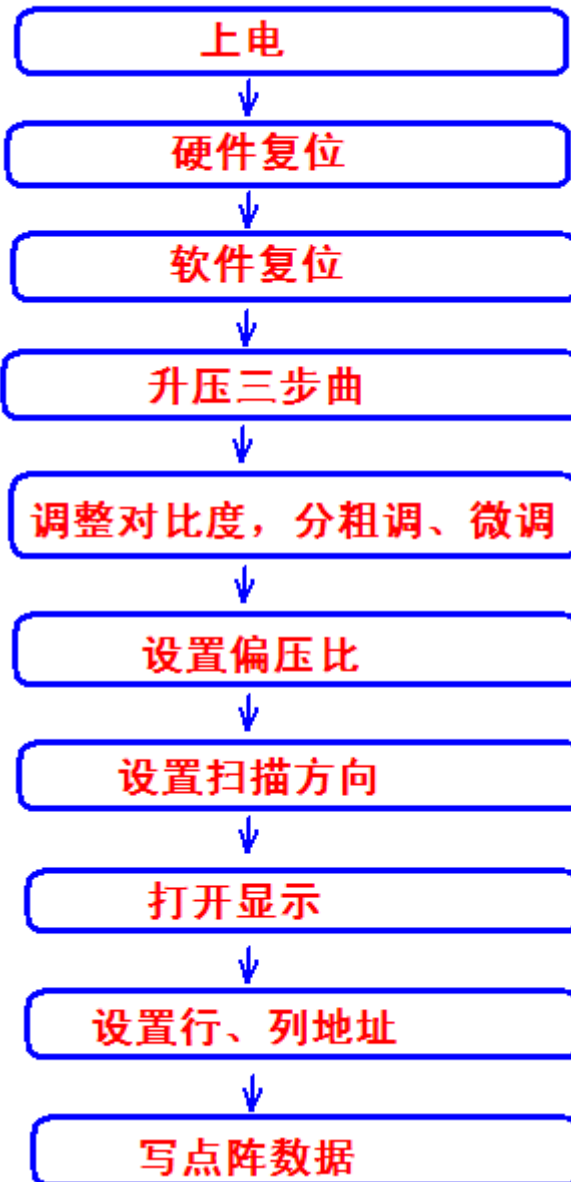 上电
硬件复位
软件复位
升压三步曲
调整对比度，分粗调、微调
设置偏压比
设置扫描方向
打开显示
设置行、列地址
写点阵数据